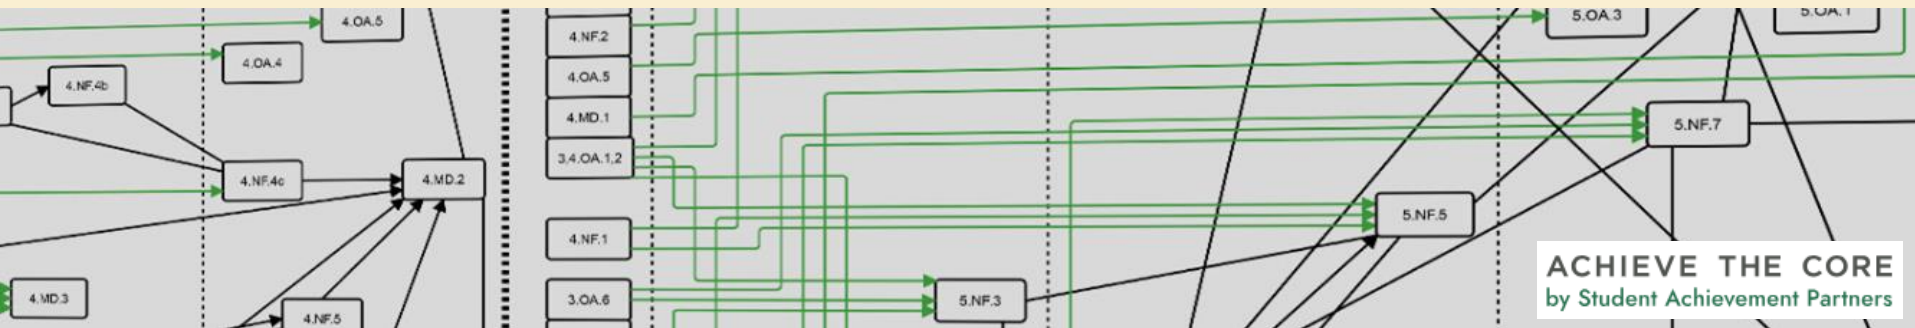 4.OA.5
4.OA.4
4.NF.4b
4.NF.4c
4.MD.2
4.MD.3
4.NF.5
4.NF.2
4.OA.5
4.MD.1
3,4.OA.1,2
4.NF.1
3.OA.6
5.NF.3
5.OA.3
5.OA.1
5.NF.7
5.NF.5
ACHIEVE THE CORE
by Student Achievement Partners